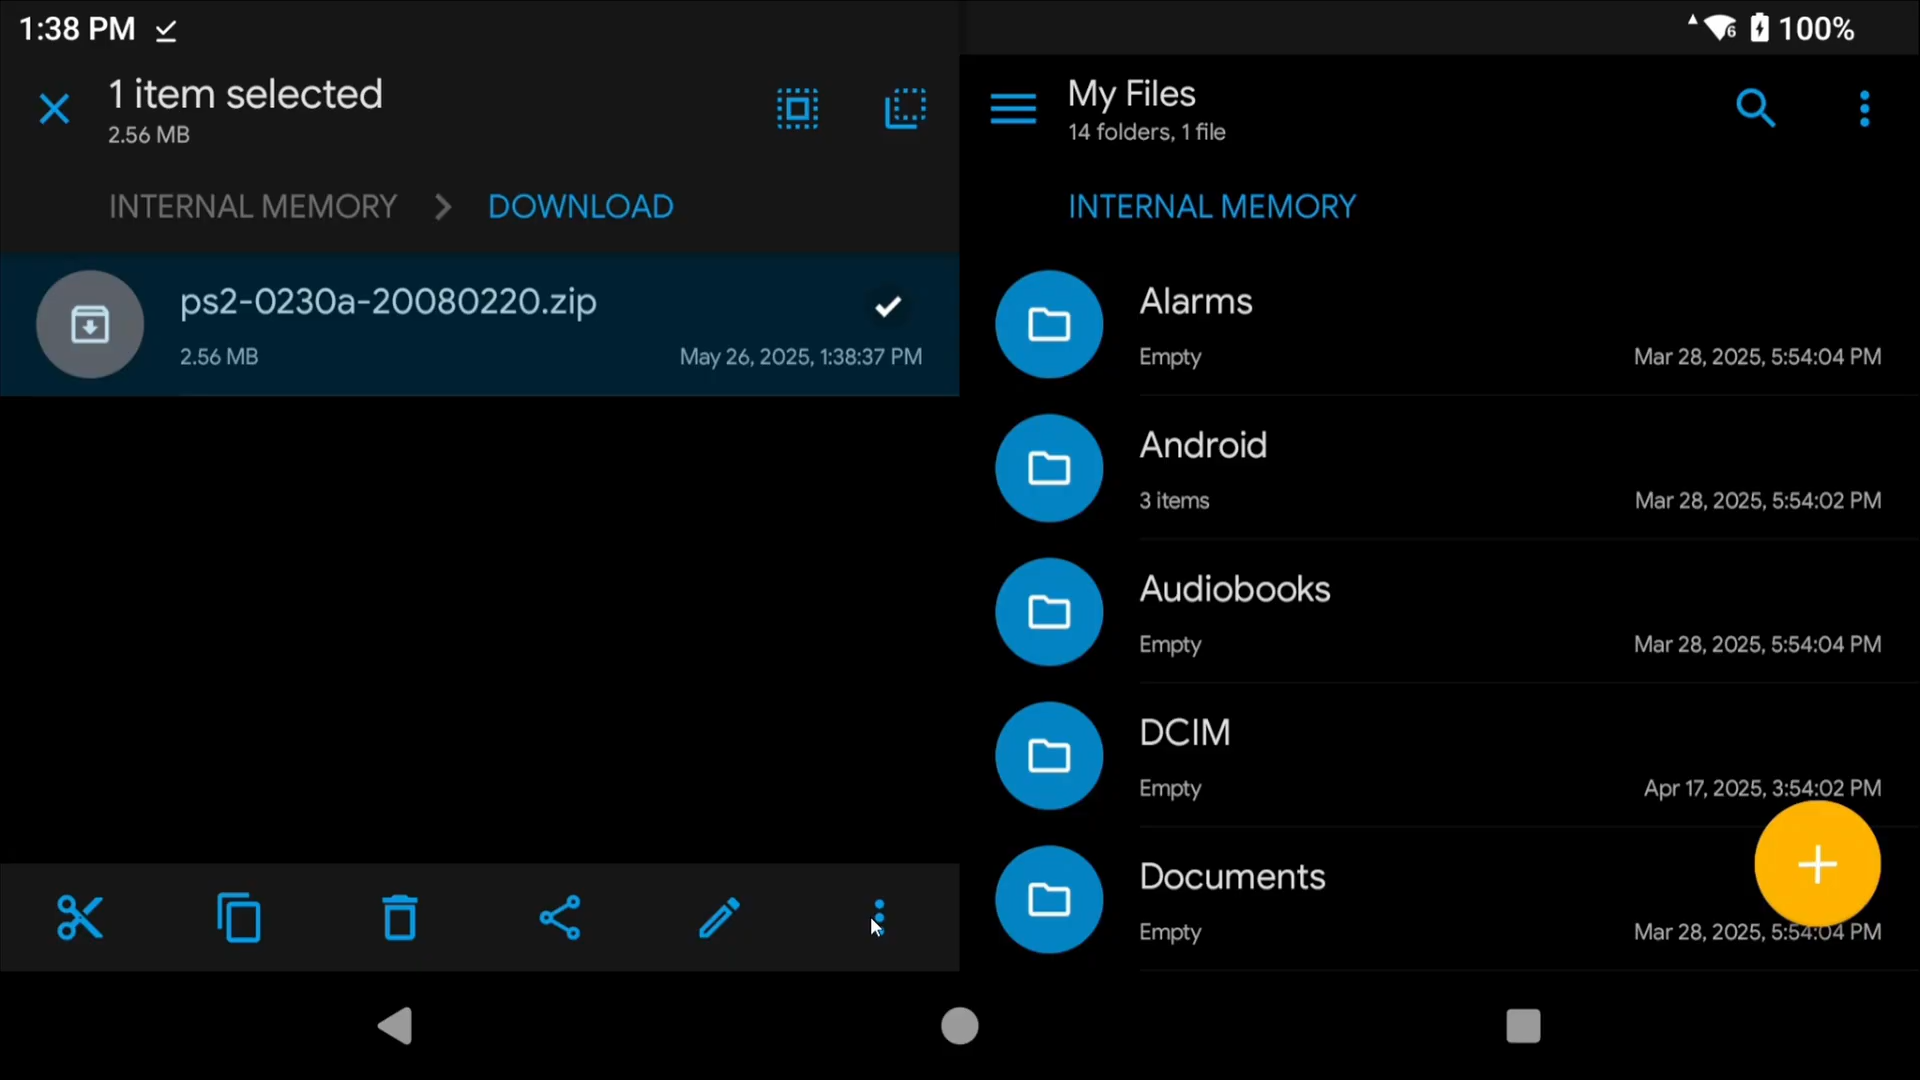 1:38 PM
6 100%
1 item selected
2.56 MB
INTERNAL MEMORY
DOWNLOAD
ps2-0230a-20080220.zip
2.56 MB
May 26, 2025, 1:38:37 PM
My Files
14 folders, 1 file
INTERNAL MEMORY
Alarms
Empty
Mar 28, 2025, 5:54:04 PM
Android
3 items
Mar 28, 2025, 5:54:02 PM
Audiobooks
Empty
Mar 28, 2025, 5:54:04 PM
DCIM
Empty
Apr 17, 2025, 3:54:02 PM
Documents
Empty
Mar 28, 2025, 5:54:04 PM